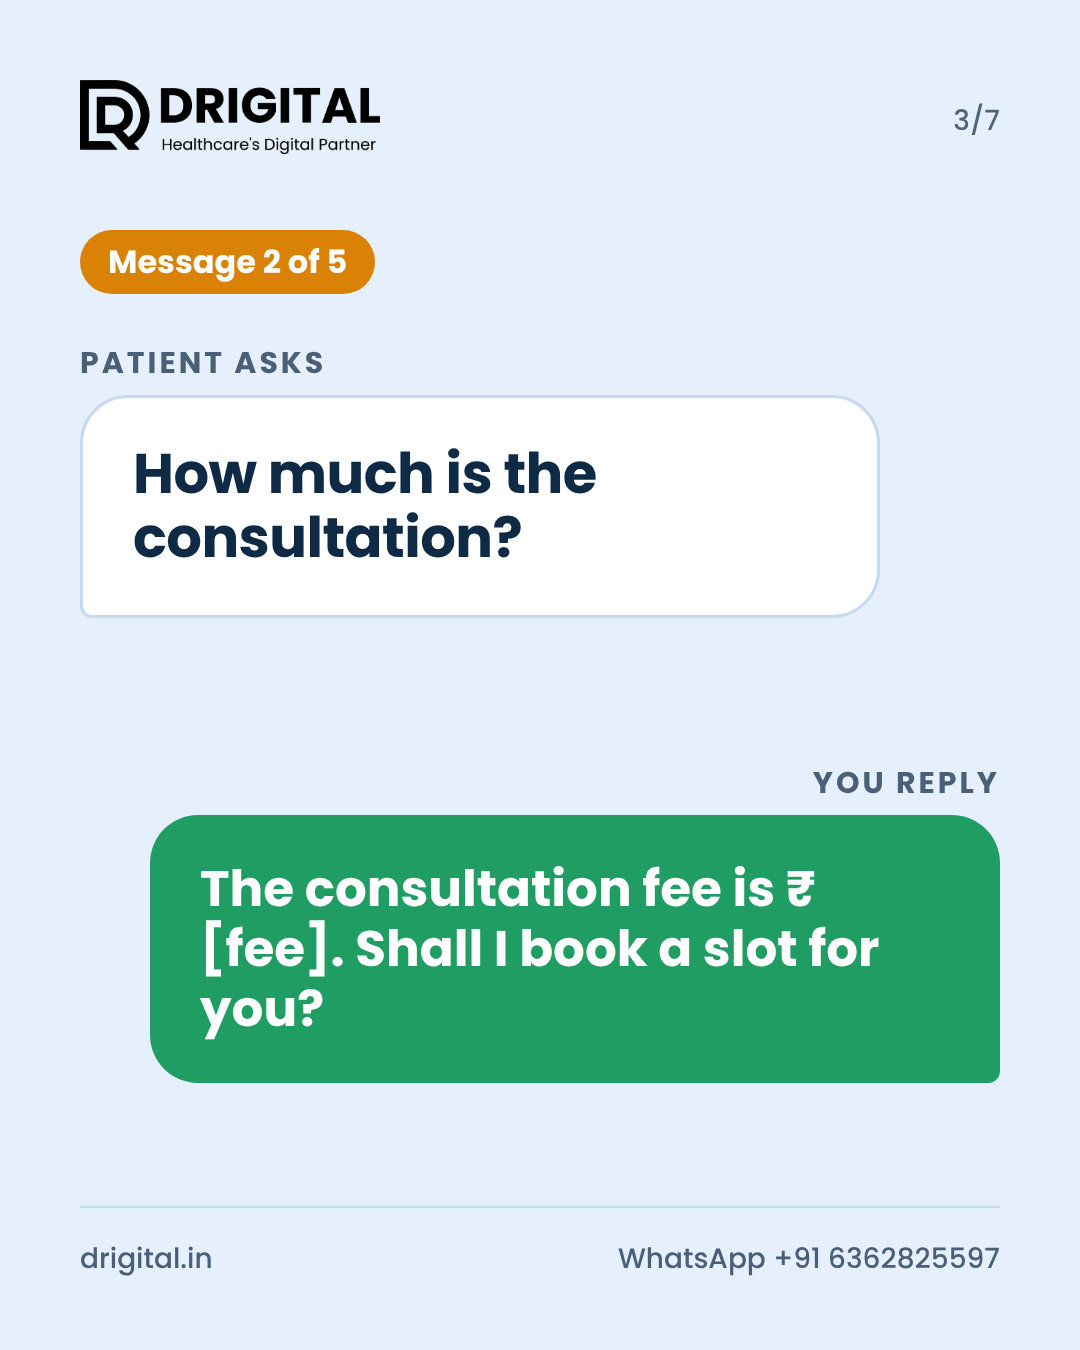 DRIGITAL
Healthcare's Digital Partner
3/7
Message 2 of 5
PATIENT ASKS
How much is the
consultation?
YOU REPLY
The consultation fee is ₹
[fee]. Shall I book a slot for
you?
drigital.in
WhatsApp +91 6362825597